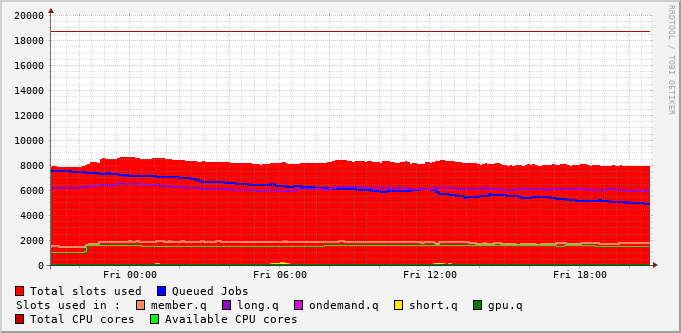 RRDTOOL / TOBI OETIKER
20000
18000
16000
14000
12000
10000
8000
6000
4000
2000
0
Fri 00:00 Fri 06:00 Fri 12:00 Fri 18:00
Total slots used Queued Jobs
Slots used in : member.q long.q ondemand.q short.q gpu.q
Total CPU cores Available CPU cores